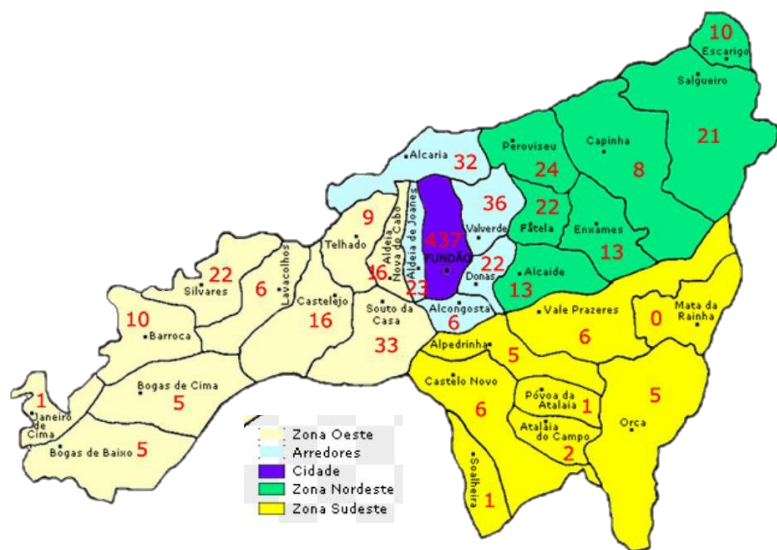 10
Escarigo
Salgueiro
21
Peroviseu
24
Capinha
8
Alcaria
32
36
Valverde
22
Fatela
Enxames
13
9
Telhado
Aldeia
Nova do Cabo
16
Aldeia de Joanes
23
437
FUNDÃO
22
Donas
Alcaide
13
22
Silvares
Lavacolhos
6
Castelejo
16
Souto da
Casa
33
Alcongosta
6
Vale Prazeres
6
0
Mata da
Rainha
10
Barroca
Alpedrinha
5
Castelo Novo
6
Póvoa da
Atalaia
1
Atalaia
do Campo
2
5
Orca
1
Janeiro
de
Cima
Bogas de Cima
5
Bogas de Baixo
5
Soalheira
1
Zona Oeste
Arredores
Cidade
Zona Nordeste
Zona Sudeste